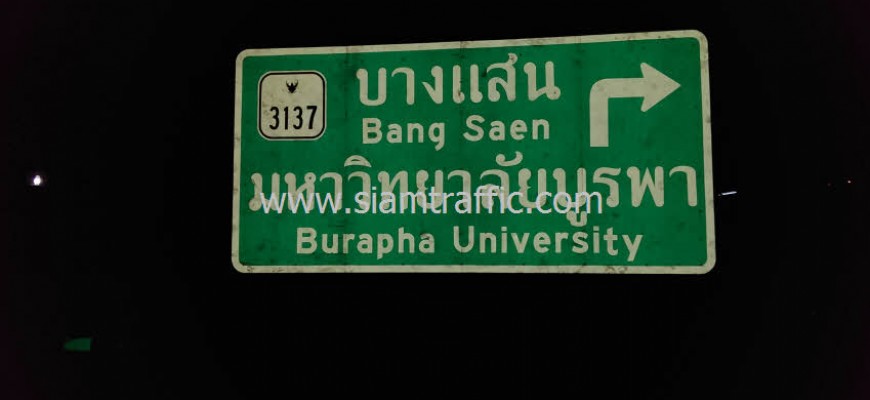 บางแสน
3137
Bang Saen
มหาวิทยาลัยบูรพา
www.siamtraffic.com
Burapha University